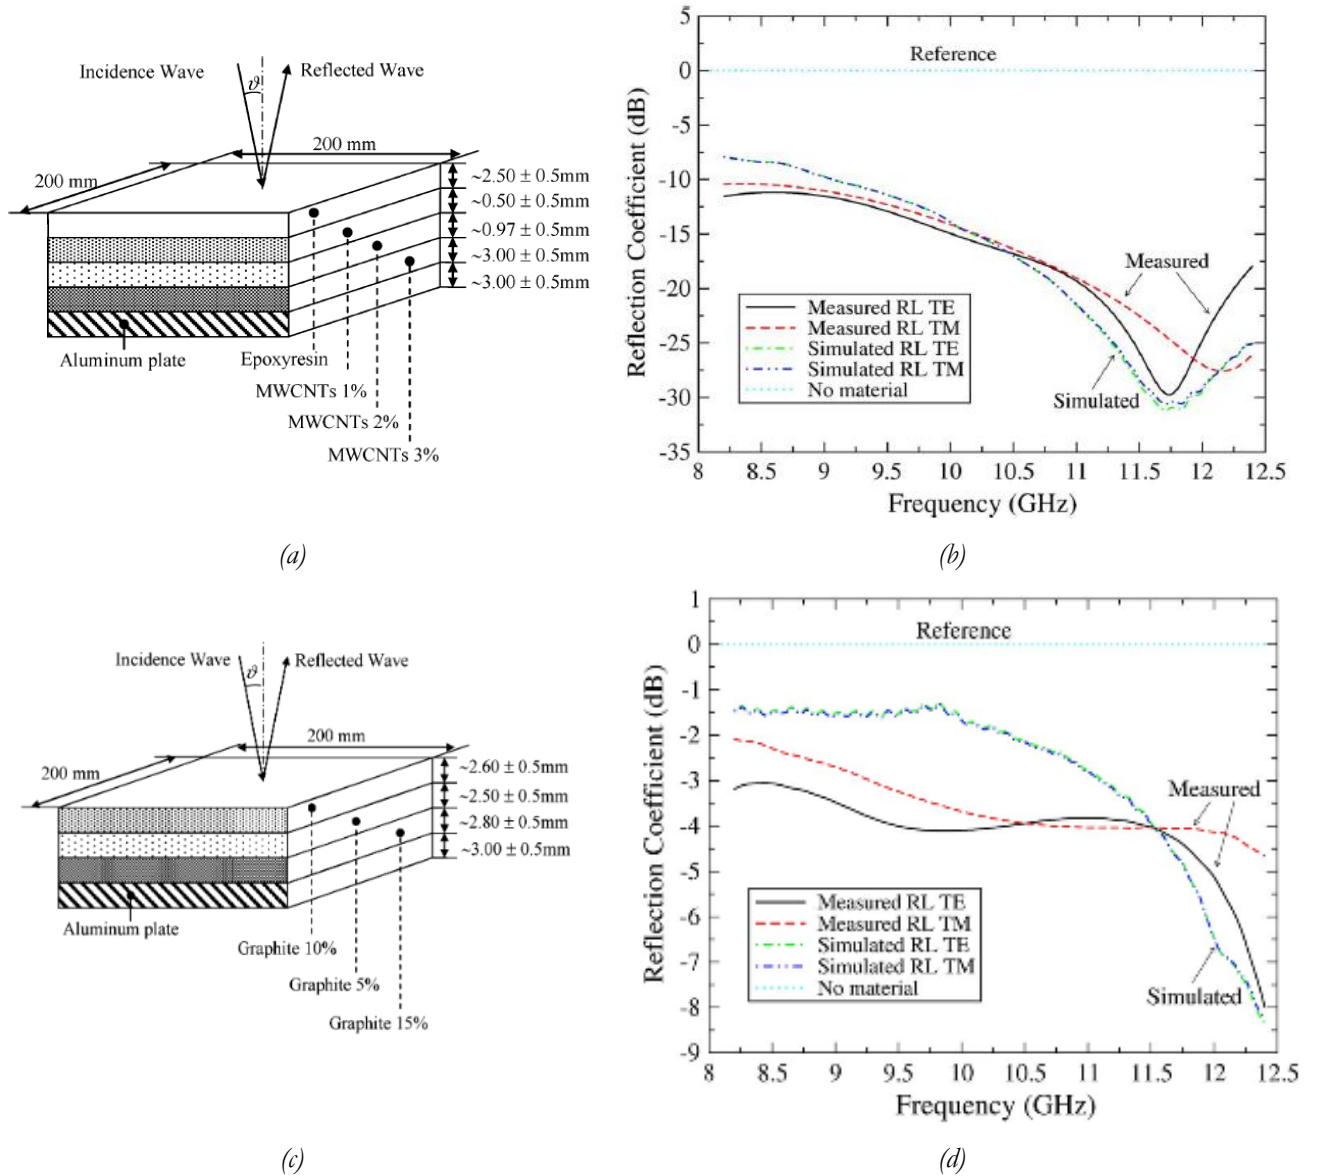 Incidence Wave
ϑ
Reflected Wave
200 mm
200 mm
~2.50 ± 0.5mm
~0.50 ± 0.5mm
~0.97 ± 0.5mm
~3.00 ± 0.5mm
~3.00 ± 0.5mm
Aluminum plate
Epoxyresin
MWCNTs 1%
MWCNTs 2%
MWCNTs 3%
(a)
5
0
-5
-10
-15
-20
-25
-30
-35
Reflection Coefficient (dB)
Reference
Measured
Measured RL TE
Measured RL TM
Simulated RL TE
Simulated RL TM
No material
Simulated
8 8.5 9 9.5 10 10.5 11 11.5 12 12.5
Frequency (GHz)
(b)
Incidence Wave
ϑ
Reflected Wave
200 mm
200 mm
~2.60 ± 0.5mm
~2.50 ± 0.5mm
~2.80 ± 0.5mm
~3.00 ± 0.5mm
Aluminum plate
Graphite 10%
Graphite 5%
Graphite 15%
(c)
1
0
-1
-2
-3
-4
-5
-6
-7
-8
-9
Reflection Coefficient (dB)
Reference
Measured
Measured RL TE
Measured RL TM
Simulated RL TE
Simulated RL TM
No material
Simulated
8 8.5 9 9.5 10 10.5 11 11.5 12 12.5
Frequency (GHz)
(d)